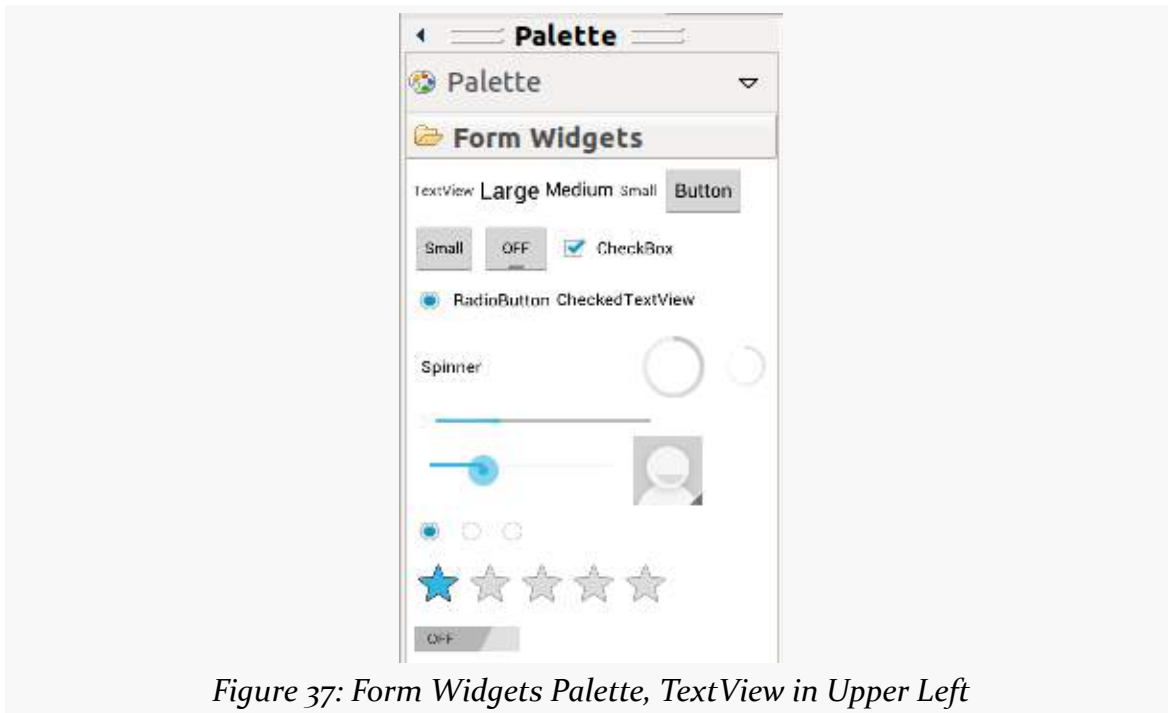 Palette
Palette
Form Widgets
TextView Large Medium Small Button
Small OFF CheckBox
RadioButton CheckedTextView
Spinner
OFF
Figure 37: Form Widgets Palette, TextView in Upper Left